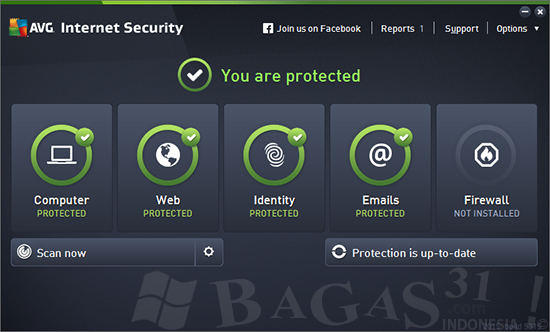 AVG Internet Security
Join us on Facebook
Reports 1
Support
Options
You are protected
Computer
PROTECTED
Web
PROTECTED
Identity
PROTECTED
Emails
PROTECTED
Firewall
NOT INSTALLED
Scan now
Protection is up-to-date
BAGAS31
.com
INDONESIA